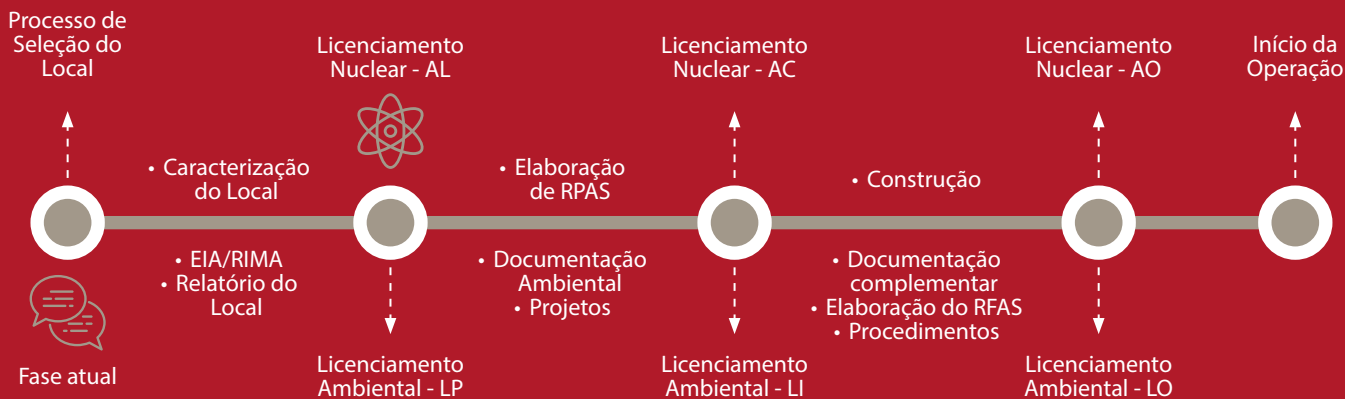 Processo de
Seleção do
Local
Licenciamento
Nuclear - AL
Licenciamento
Nuclear - AC
Licenciamento
Nuclear - AO
Início da
Operação
• Caracterização
do Local
• Elaboração
de RPAS
• Construção
• EIA/RIMA
• Relatório do
Local
• Documentação
Ambiental
• Projetos
• Documentação
complementar
• Elaboração do RFAS
• Procedimentos
Fase atual
Licenciamento
Ambiental - LP
Licenciamento
Ambiental - LI
Licenciamento
Ambiental - LO